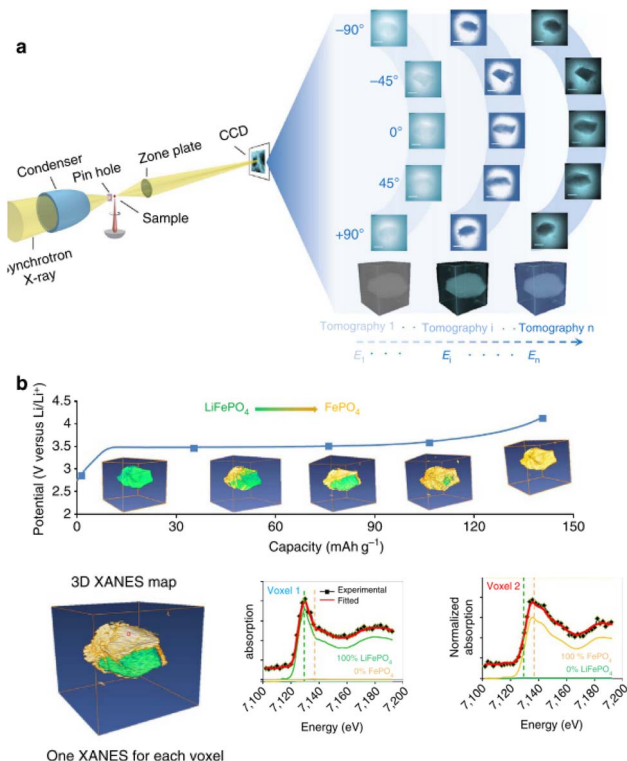 a
−90°
−45°
0°
45°
+90°
CCD
Zone plate
Condenser
Pin hole
Sample
ynchrotron
X-ray
Tomography 1 · · Tomography i · · Tomography n
E1 · · · · Ei · · · · · En
b
Potential (V versus Li/Li+)
4.5
4
3.5
3
2.5
2
LiFePO4
FePO4
0 30 60 90 120 150
Capacity (mAh g−1)
3D XANES map
One XANES for each voxel
absorption
Voxel 1
Experimental
Fitted
100% LiFePO4
0% FePO4
7,100 7,120 7,140 7,160 7,180 7,200
Energy (eV)
Normalized
absorption
Voxel 2
100 % FePO4
0% LiFePO4
7,100 7,120 7,140 7,160 7,180 7,200
Energy (eV)